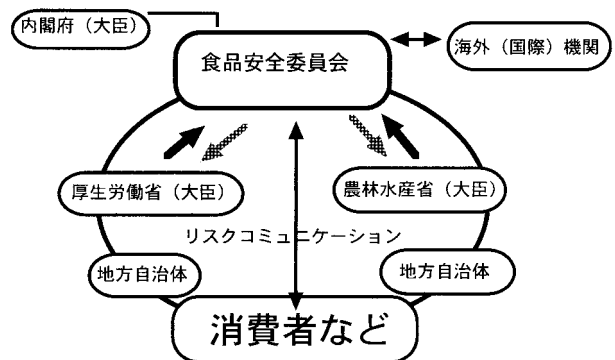 内閣府（大臣）
食品安全委員会
海外（国際）機関
厚生労働省（大臣）
農林水産省（大臣）
リスクコミュニケーション
地方自治体
地方自治体
消費者など